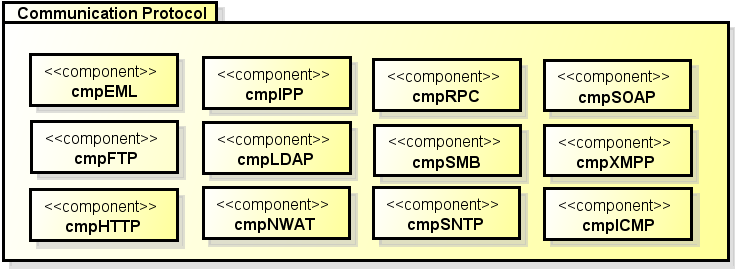 Communication Protocol
<<component>>
cmpEML
<<component>>
cmpIPP
<<component>>
cmpRPC
<<component>>
cmpSOAP
<<component>>
cmpFTP
<<component>>
cmpLDAP
<<component>>
cmpSMB
<<component>>
cmpXMPP
<<component>>
cmpHTTP
<<component>>
cmpNWAT
<<component>>
cmpSNTP
<<component>>
cmpICMP